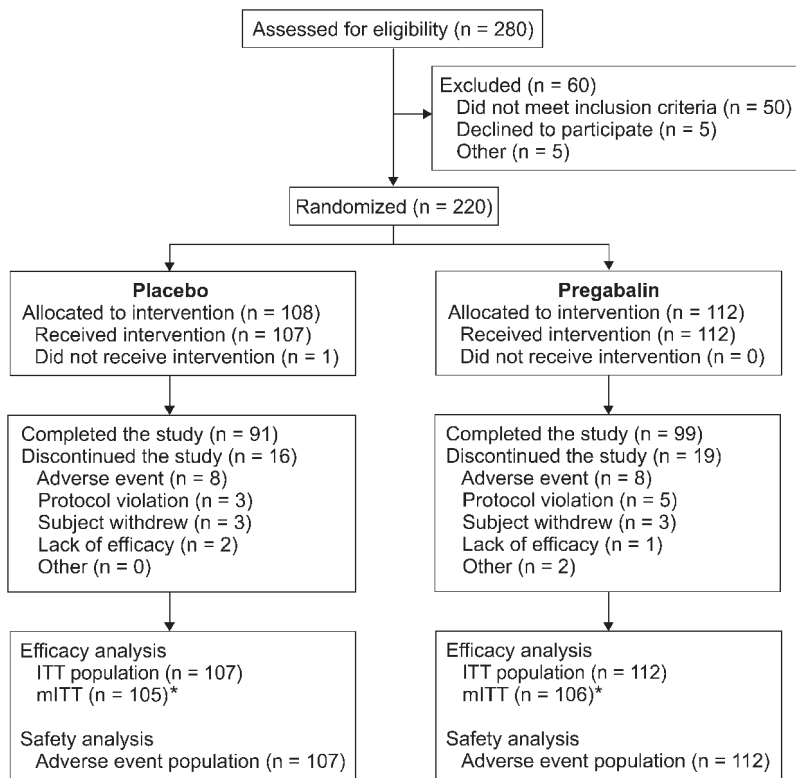 Assessed for eligibility (n = 280)
Excluded (n = 60)
Did not meet inclusion criteria (n = 50)
Declined to participate (n = 5)
Other (n = 5)
Randomized (n = 220)
Placebo
Allocated to intervention (n = 108)
Received intervention (n = 107)
Did not receive intervention (n = 1)
Pregabalin
Allocated to intervention (n = 112)
Received intervention (n = 112)
Did not receive intervention (n = 0)
Completed the study (n = 91)
Discontinued the study (n = 16)
Adverse event (n = 8)
Protocol violation (n = 3)
Subject withdrew (n = 3)
Lack of efficacy (n = 2)
Other (n = 0)
Completed the study (n = 99)
Discontinued the study (n = 19)
Adverse event (n = 8)
Protocol violation (n = 5)
Subject withdrew (n = 3)
Lack of efficacy (n = 1)
Other (n = 2)
Efficacy analysis
ITT population (n = 107)
mITT (n = 105)*
Safety analysis
Adverse event population (n = 107)
Efficacy analysis
ITT population (n = 112)
mITT (n = 106)*
Safety analysis
Adverse event population (n = 112)